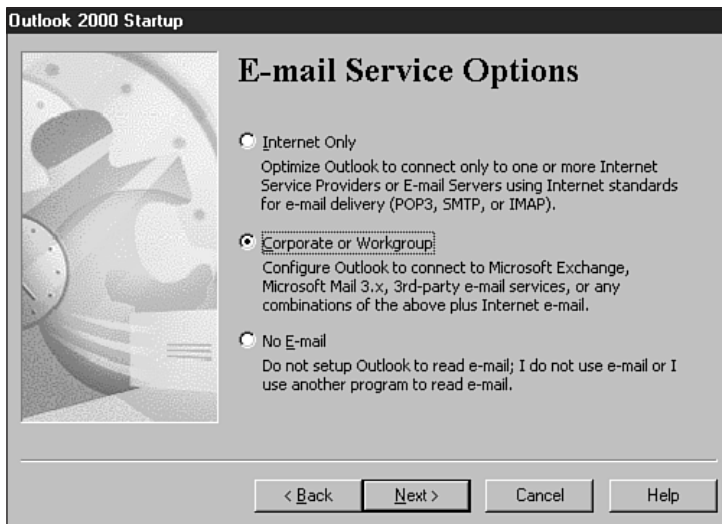 Outlook 2000 Startup
E-mail Service Options
Internet Only
Optimize Outlook to connect only to one or more Internet
Service Providers or E-mail Servers using Internet standards
for e-mail delivery (POP3, SMTP, or IMAP).
Corporate or Workgroup
Configure Outlook to connect to Microsoft Exchange,
Microsoft Mail 3.x, 3rd-party e-mail services, or any
combinations of the above plus Internet e-mail.
No E-mail
Do not setup Outlook to read e-mail; I do not use e-mail or I
use another program to read e-mail.
< Back Next > Cancel Help